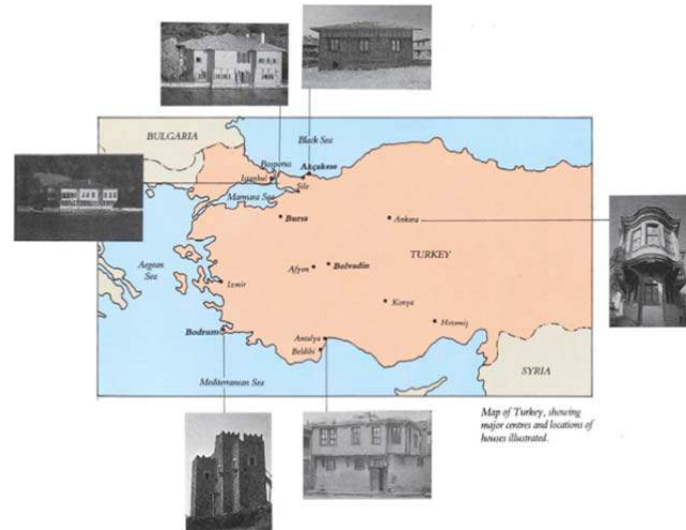 BULGARIA
Black Sea
Bosporus
Akçakese
Istanbul
Şile
Marmara Sea
Bursa
Ankara
TURKEY
Aegean
Sea
Afyon
Bolvadin
Izmir
Konya
Hotamiş
Bodrum
Antalya
Beldibi
SYRIA
Mediterranean Sea
Map of Turkey, showing
major centres and locations of
houses illustrated.